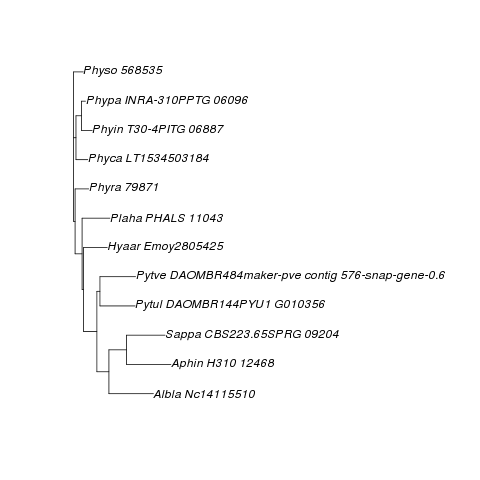 Physo 568535
Phypa INRA-310PPTG 06096
Phyin T30-4PITG 06887
Phyca LT1534503184
Phyra 79871
Plaha PHALS 11043
Hyaar Emoy2805425
Pytve DAOMBR484maker-pve contig 576-snap-gene-0.6
Pytul DAOMBR144PYU1 G010356
Sappa CBS223.65SPRG 09204
Aphin H310 12468
Albla Nc14115510